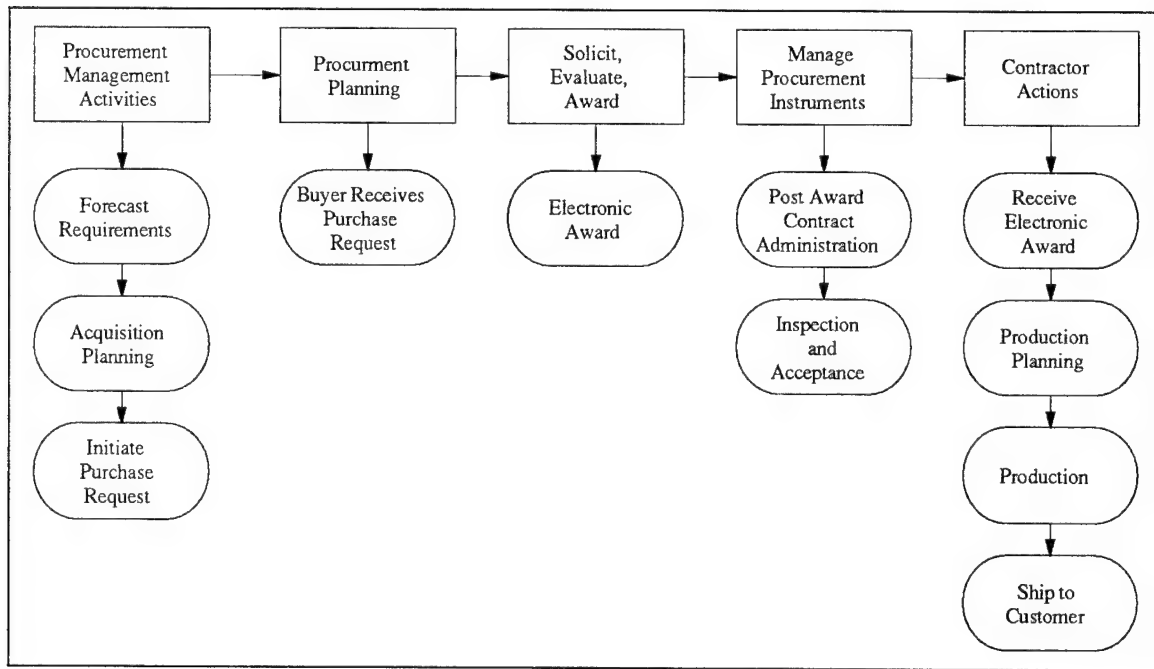 Procurement
Management
Activities
Procurment
Planning
Solicit,
Evaluate,
Award
Manage
Procurement
Instruments
Contractor
Actions
Forecast
Requirements
Buyer Receives
Purchase
Request
Electronic
Award
Post Award
Contract
Administration
Receive
Electronic
Award
Acquisition
Planning
Inspection
and
Acceptance
Production
Planning
Initiate
Purchase
Request
Production
Ship to
Customer